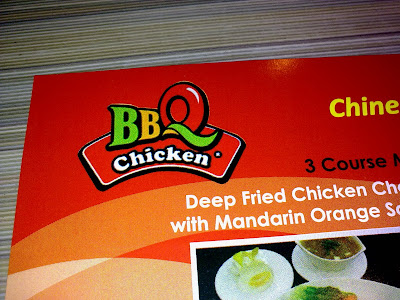 BBQ
Chicken
Chine
3 Course M
Deep Fried Chicken Cho
with Mandarin Orange Sa